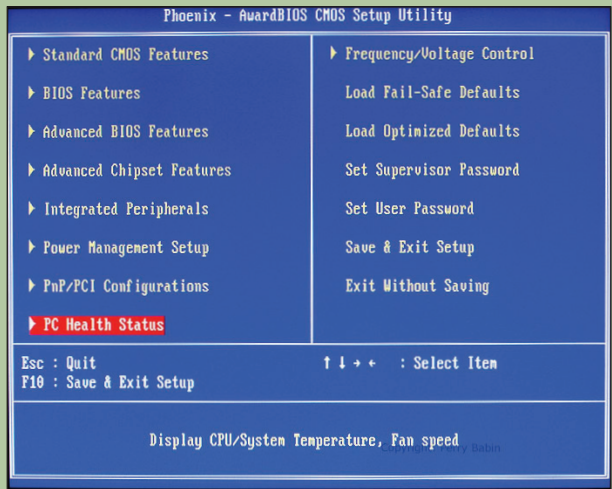 Phoenix - AwardBIOS CMOS Setup Utility
Standard CMOS Features
BIOS Features
Advanced BIOS Features
Advanced Chipset Features
Integrated Peripherals
Power Management Setup
PnP/PCI Configurations
PC Health Status
Frequency/Voltage Control
Load Fail-Safe Defaults
Load Optimized Defaults
Set Supervisor Password
Set User Password
Save & Exit Setup
Exit Without Saving
Esc : Quit
F10 : Save & Exit Setup
↑ ↓ → ← : Select Item
Display CPU/System Temperature, Fan speed
Babin